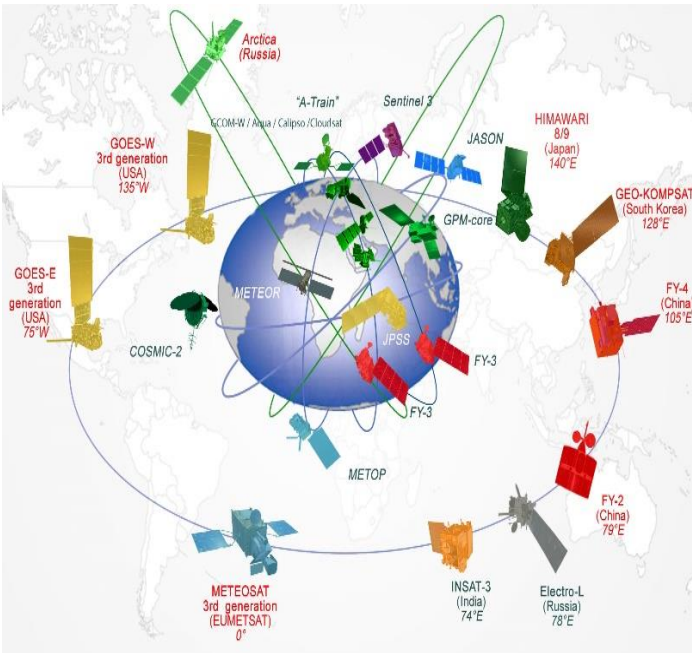 Arctica
(Russia)
"A-Train"
GCOM-W / Aqua / Calipso /Cloudsat
Sentinel 3
JASON
HIMAWARI
8/9
(Japan)
140°E
GOES-W
3rd generation
(USA)
135°W
GEO-KOMPSAT
(South Korea)
128°E
GPM-core
GOES-E
3rd
generation
(USA)
75°W
METEOR
FY-4
(China)
105°E
COSMIC-2
JPSS
FY-3
FY-3
METOP
FY-2
(China)
79°E
METEOSAT
3rd generation
(EUMETSAT)
0°
INSAT-3
(India)
74°E
Electro-L
(Russia)
78°E